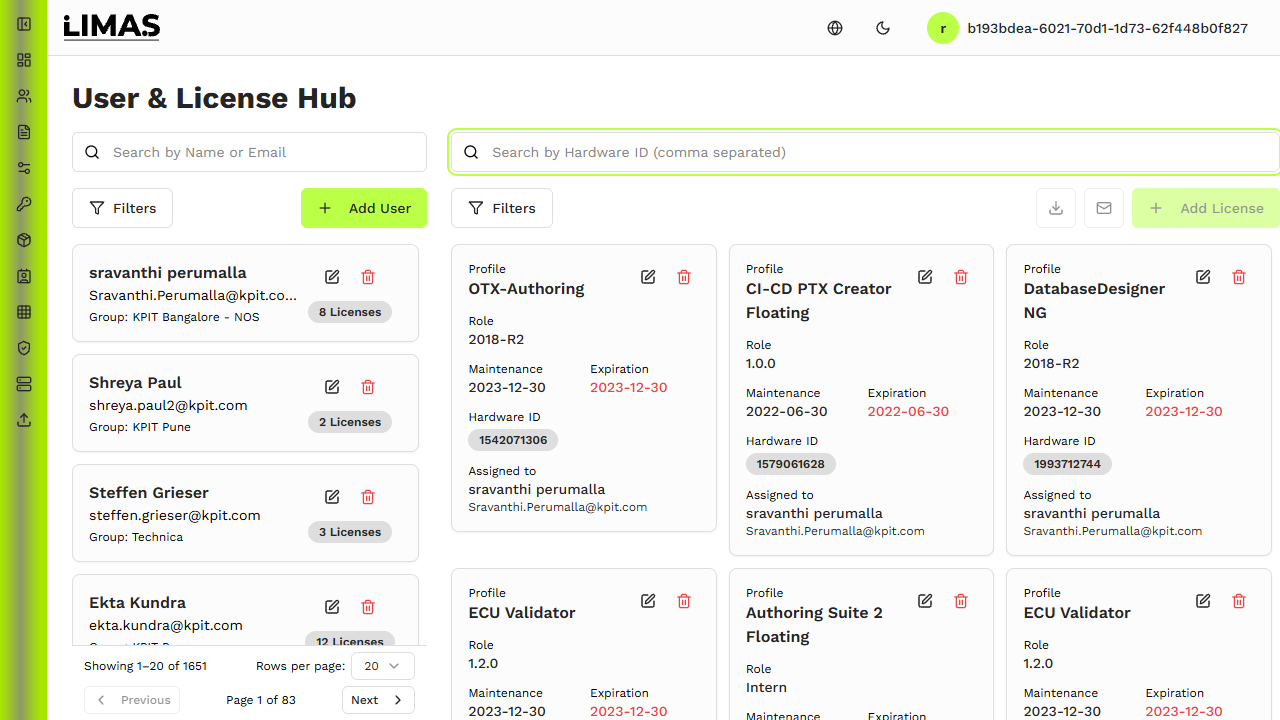 LIMAS
r
b193bdea-6021-70d1-1d73-62f448b0f827
User & License Hub
Search by Name or Email
Search by Hardware ID (comma separated)
Filters
Add User
Filters
Add License
sravanthi perumalla
Sravanthi.Perumalla@kpit.co...
Group: KPIT Bangalore - NOS
8 Licenses
Shreya Paul
shreya.paul2@kpit.com
Group: KPIT Pune
2 Licenses
Steffen Grieser
steffen.grieser@kpit.com
Group: Technica
3 Licenses
Ekta Kundra
ekta.kundra@kpit.com
12 Licenses
Showing 1–20 of 1651
Rows per page:
20
Previous
Page 1 of 83
Next
Profile
OTX-Authoring
Role
2018-R2
Maintenance
Expiration
2023-12-30
2023-12-30
Hardware ID
1542071306
Assigned to
sravanthi perumalla
Sravanthi.Perumalla@kpit.com
Profile
CI-CD PTX Creator
Floating
Role
1.0.0
Maintenance
Expiration
2022-06-30
2022-06-30
Hardware ID
1579061628
Assigned to
sravanthi perumalla
Sravanthi.Perumalla@kpit.com
Profile
DatabaseDesigner
NG
Role
2018-R2
Maintenance
Expiration
2023-12-30
2023-12-30
Hardware ID
1993712744
Assigned to
sravanthi perumalla
Sravanthi.Perumalla@kpit.com
Profile
ECU Validator
Role
1.2.0
Maintenance
Expiration
2023-12-30
2023-12-30
Profile
Authoring Suite 2
Floating
Role
Intern
Maintenance
Expiration
Profile
ECU Validator
Role
1.2.0
Maintenance
Expiration
2023-12-30
2023-12-30